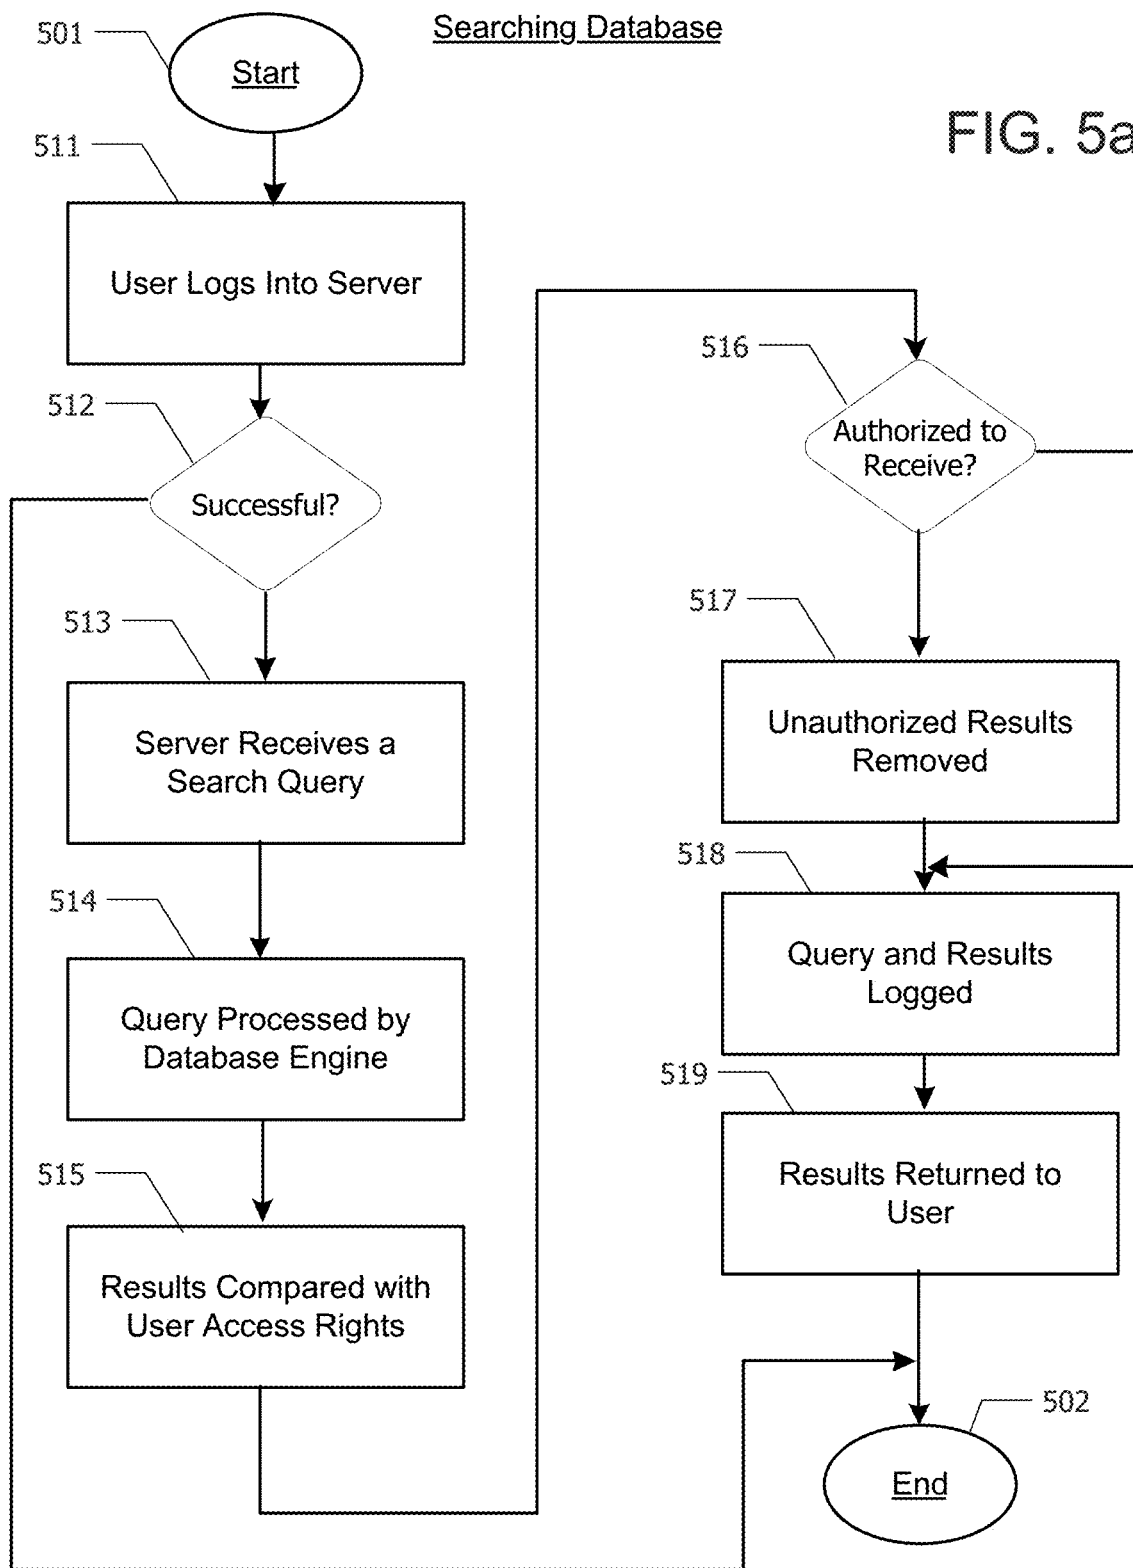 Searching Database
FIG. 5a
501
Start
511
User Logs Into Server
512
Successful?
513
Server Receives a
Search Query
514
Query Processed by
Database Engine
515
Results Compared with
User Access Rights
516
Authorized to
Receive?
517
Unauthorized Results
Removed
518
Query and Results
Logged
519
Results Returned to
User
502
End